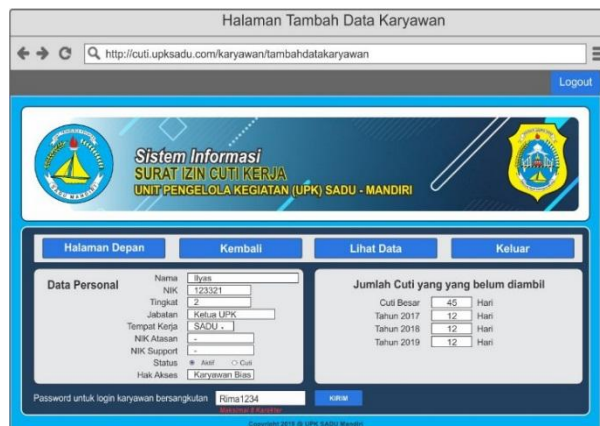 Halaman Tambah Data Karyawan
http://cuti.upksadu.com/karyawan/tambahdatakaryawan
Logout
Sistem Informasi
SURAT IZIN CUTI KERJA
UNIT PENGELOLA KEGIATAN (UPK) SADU - MANDIRI
SADU MANDIRI
Halaman Depan Kembali Lihat Data Keluar
Data Personal
Nama Ilyas
NIK 123321
Tingkat 2
Jabatan Ketua UPK
Tempat Kerja SADU -
NIK Atasan -
NIK Support -
Status Aktif Cuti
Hak Akses Karyawan Bias
Jumlah Cuti yang yang belum diambil
Cuti Besar 45 Hari
Tahun 2017 12 Hari
Tahun 2018 12 Hari
Tahun 2019 12 Hari
Password untuk login karyawan bersangkutan Rima1234 KIRIM
Maksimal 8 Karakter
Copyright 2019 @ UPK SADU Mandiri